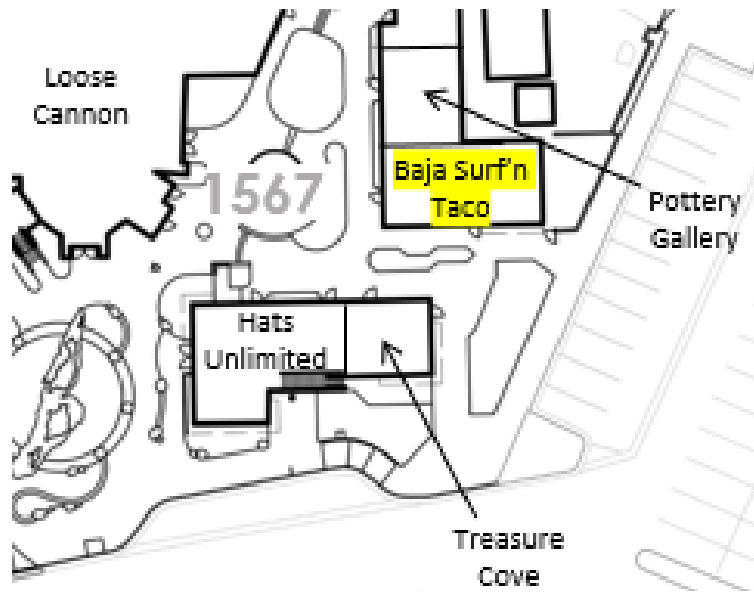 Loose
Cannon
1567
Baja Surf'n
Taco
Pottery
Gallery
Hats
Unlimited
Treasure
Cove